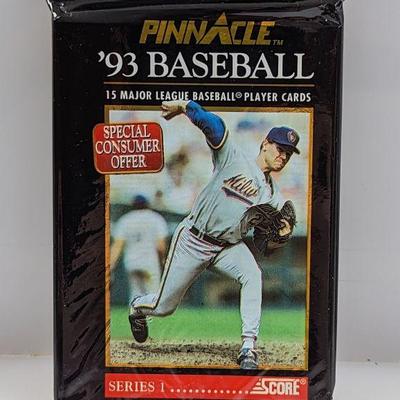 PINNACLE™
'93 BASEBALL
15 MAJOR LEAGUE BASEBALL® PLAYER CARDS
SPECIAL
CONSUMER
OFFER
SERIES 1 .................... SCORE®